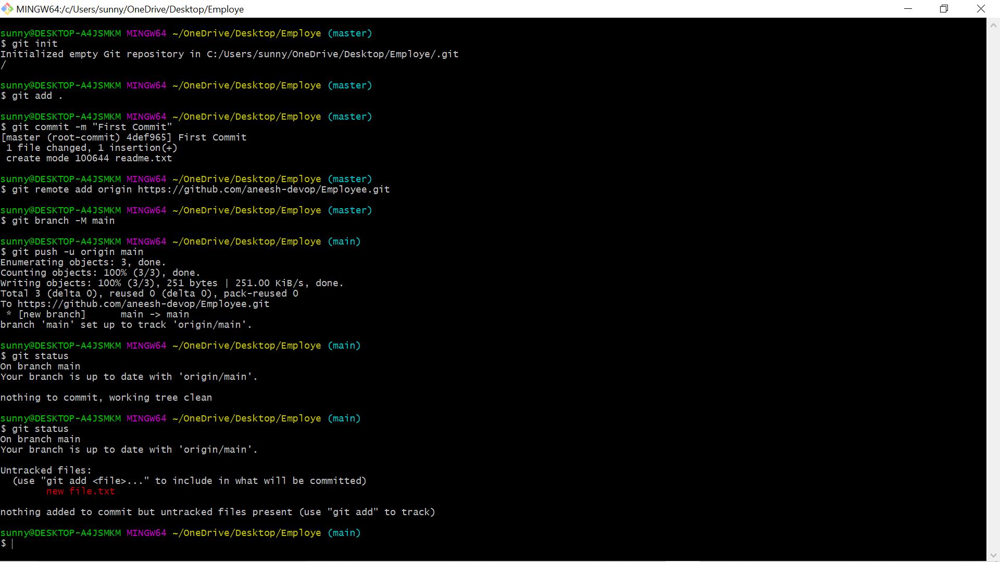 MINGW64:/c/Users/sunny/OneDrive/Desktop/Employe
sunny@DESKTOP-A4JSMKM MINGW64 ~/OneDrive/Desktop/Employe (master)
$ git init
Initialized empty Git repository in C:/Users/sunny/OneDrive/Desktop/Employe/.git
/
sunny@DESKTOP-A4JSMKM MINGW64 ~/OneDrive/Desktop/Employe (master)
$ git add .
sunny@DESKTOP-A4JSMKM MINGW64 ~/OneDrive/Desktop/Employe (master)
$ git commit -m "First Commit"
[master (root-commit) 4def965] First Commit
 1 file changed, 1 insertion(+)
 create mode 100644 readme.txt
sunny@DESKTOP-A4JSMKM MINGW64 ~/OneDrive/Desktop/Employe (master)
$ git remote add origin https://github.com/aneesh-devop/Employee.git
sunny@DESKTOP-A4JSMKM MINGW64 ~/OneDrive/Desktop/Employe (master)
$ git branch -M main
sunny@DESKTOP-A4JSMKM MINGW64 ~/OneDrive/Desktop/Employe (main)
$ git push -u origin main
Enumerating objects: 3, done.
Counting objects: 100% (3/3), done.
Writing objects: 100% (3/3), 251 bytes | 251.00 KiB/s, done.
Total 3 (delta 0), reused 0 (delta 0), pack-reused 0
To https://github.com/aneesh-devop/Employee.git
 * [new branch]      main -> main
branch 'main' set up to track 'origin/main'.
sunny@DESKTOP-A4JSMKM MINGW64 ~/OneDrive/Desktop/Employe (main)
$ git status
On branch main
Your branch is up to date with 'origin/main'.
nothing to commit, working tree clean
sunny@DESKTOP-A4JSMKM MINGW64 ~/OneDrive/Desktop/Employe (main)
$ git status
On branch main
Your branch is up to date with 'origin/main'.
Untracked files:
  (use "git add <file>..." to include in what will be committed)
        new file.txt
nothing added to commit but untracked files present (use "git add" to track)
sunny@DESKTOP-A4JSMKM MINGW64 ~/OneDrive/Desktop/Employe (main)
$